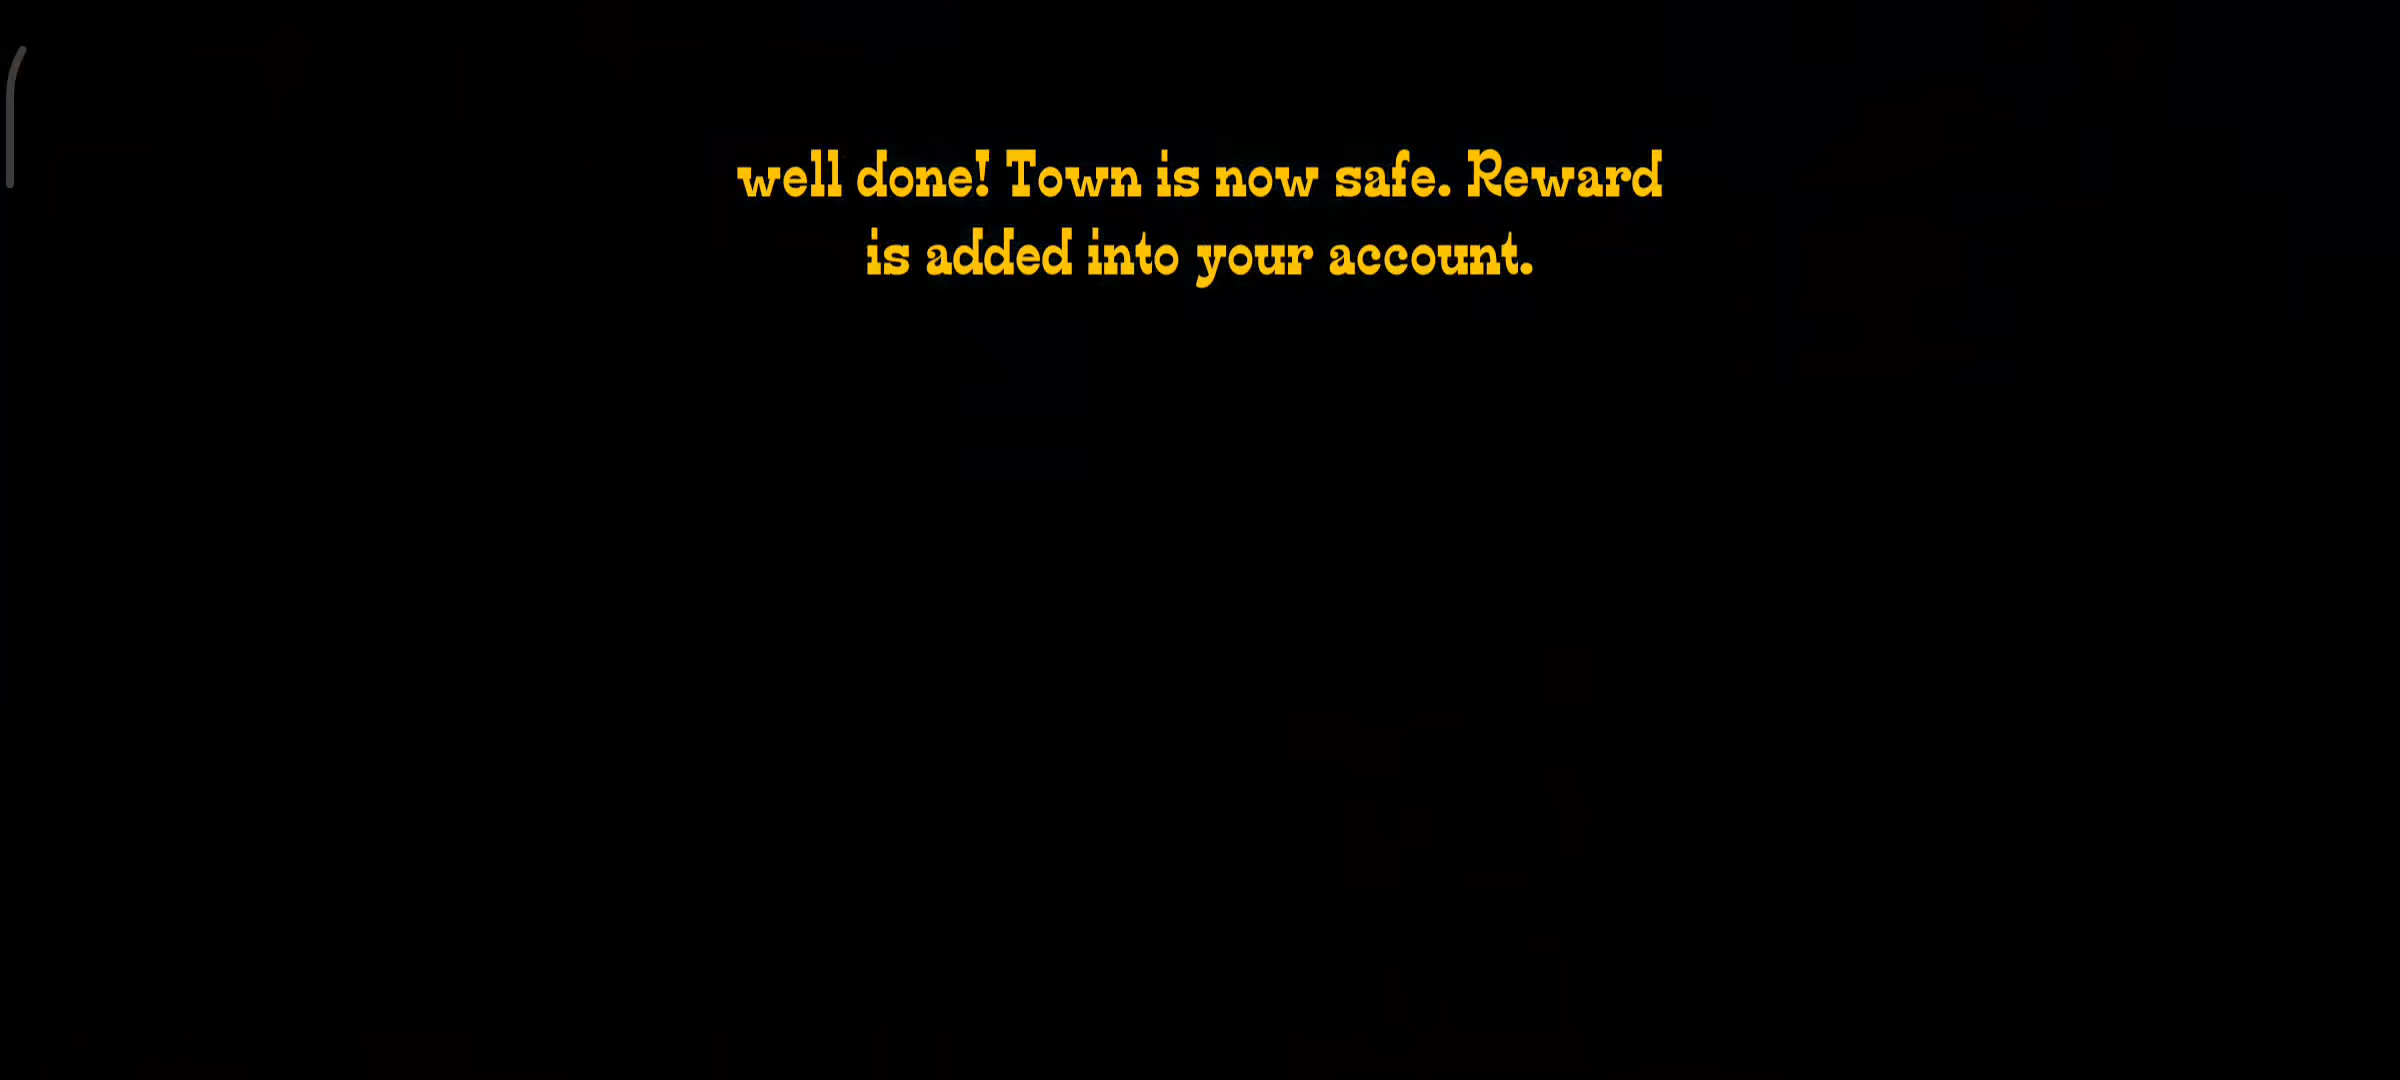 well done! Town is now safe. Reward
is added into your account.